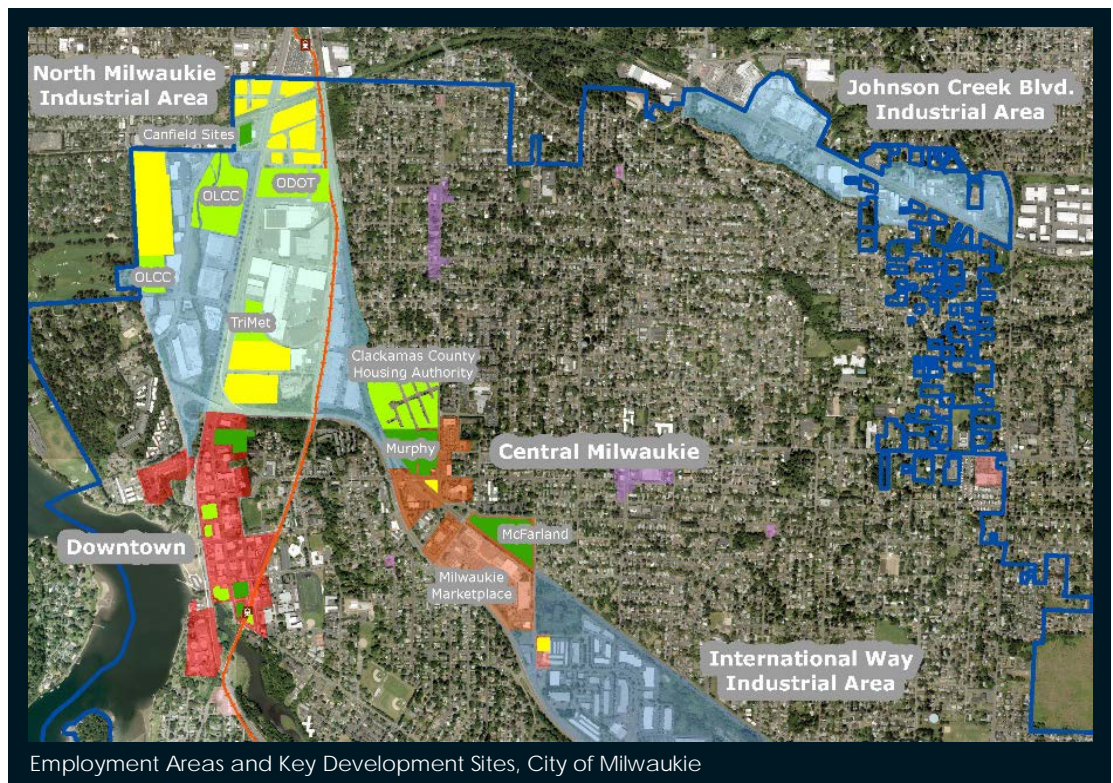 North Milwaukie
Industrial Area
Johnson Creek Blvd.
Industrial Area
Canfield Sites
OLCC
ODOT
OLCC
TriMet
Clackamas County
Housing Authority
Murphy
Central Milwaukie
McFarland
Downtown
Milwaukie
Marketplace
International Way
Industrial Area
Employment Areas and Key Development Sites, City of Milwaukie